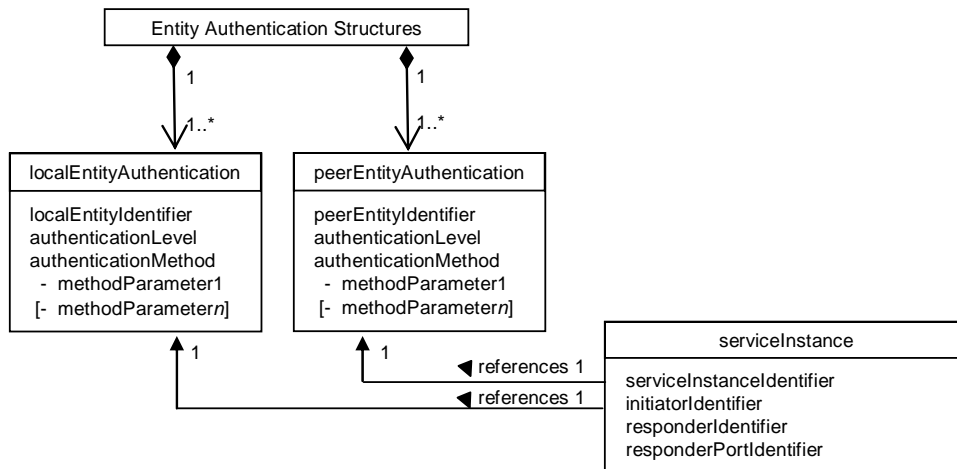 Entity Authentication Structures
1
1
1..*
1..*
localEntityAuthentication
localEntityIdentifier
authenticationLevel
authenticationMethod
- methodParameter1
[- methodParametern]
1
peerEntityAuthentication
peerEntityIdentifier
authenticationLevel
authenticationMethod
- methodParameter1
[- methodParametern]
1
references 1
references 1
serviceInstance
serviceInstanceIdentifier
initiatorIdentifier
responderIdentifier
responderPortIdentifier